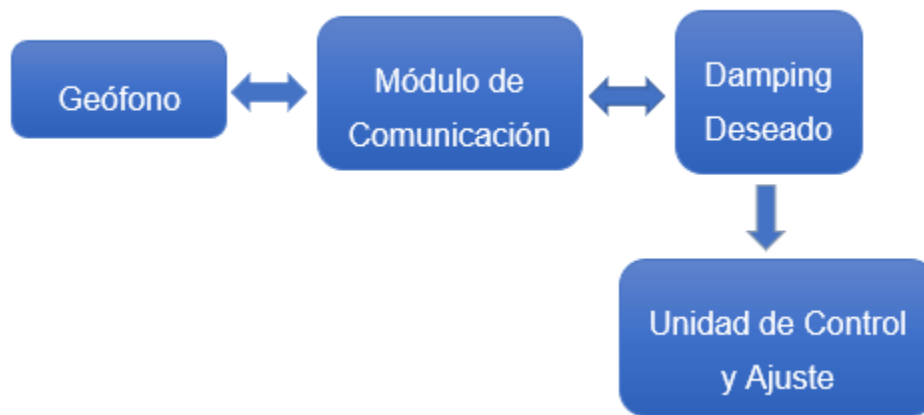 Geófono
Módulo de
Comunicación
Damping
Deseado
Unidad de Control
y Ajuste